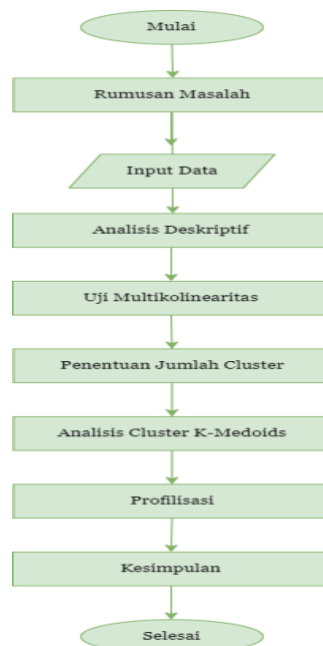 Mulai
Rumusan Masalah
Input Data
Analisis Deskriptif
Uji Multikolinearitas
Penentuan Jumlah Cluster
Analisis Cluster K-Medoids
Profilisasi
Kesimpulan
Selesai